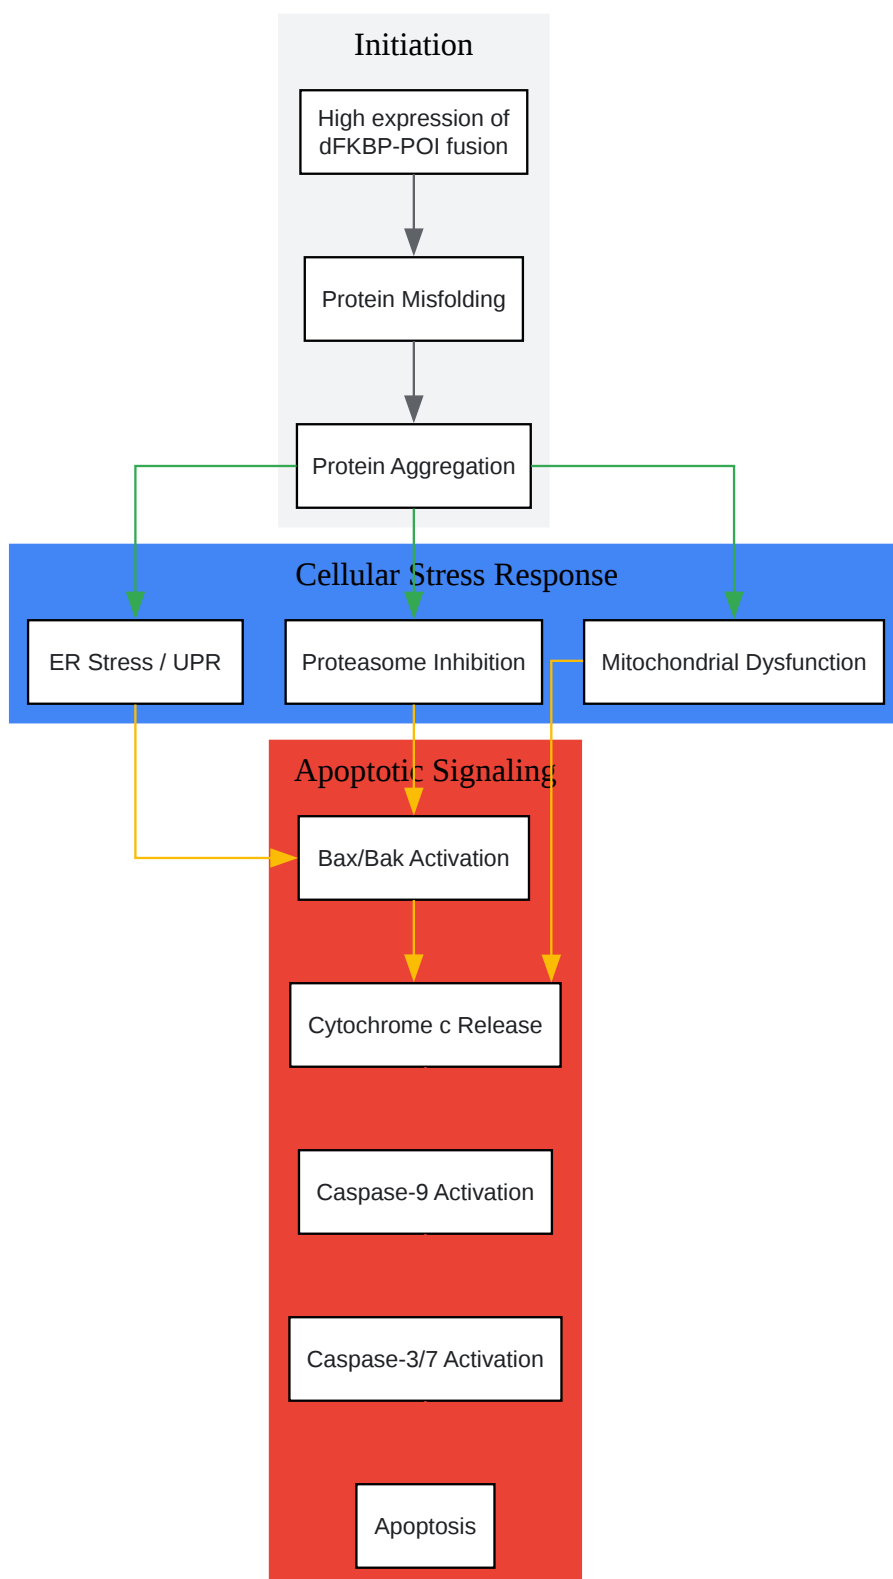 Initiation
High expression of
dFKBP-POI fusion
Protein Misfolding
Protein Aggregation
Cellular Stress Response
ER Stress / UPR
Proteasome Inhibition
Mitochondrial Dysfunction
Apoptotic Signaling
Bax/Bak Activation
Cytochrome c Release
Caspase-9 Activation
Caspase-3/7 Activation
Apoptosis